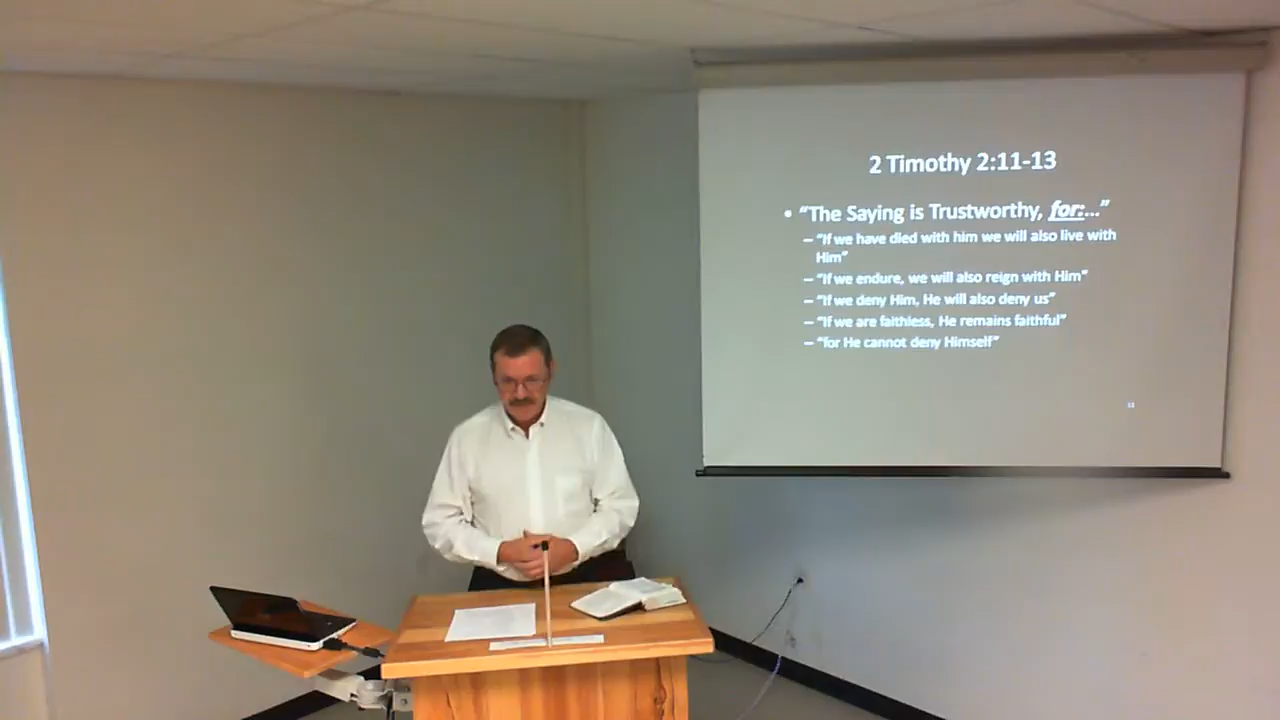 2 Timothy 2:11-13
• “The Saying is Trustworthy, for:...”
– “If we have died with him we will also live with
Him”
– “If we endure, we will also reign with Him”
– “If we deny Him, He will also deny us”
– “If we are faithless, He remains faithful”
– “for He cannot deny Himself”